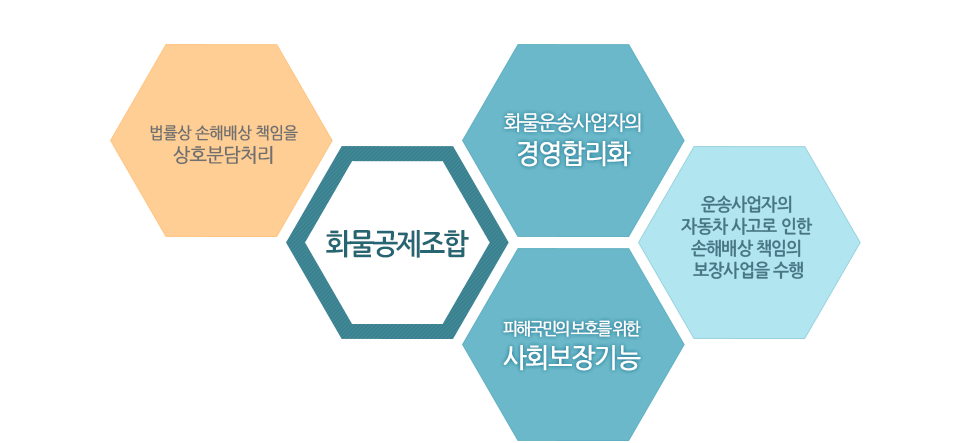 법률상 손해배상 책임을
상호분담처리
화물공제조합
화물운송사업자의
경영합리화
피해국민의 보호를 위한
사회보장기능
운송사업자의
자동차 사고로 인한
손해배상 책임의
보장사업을 수행